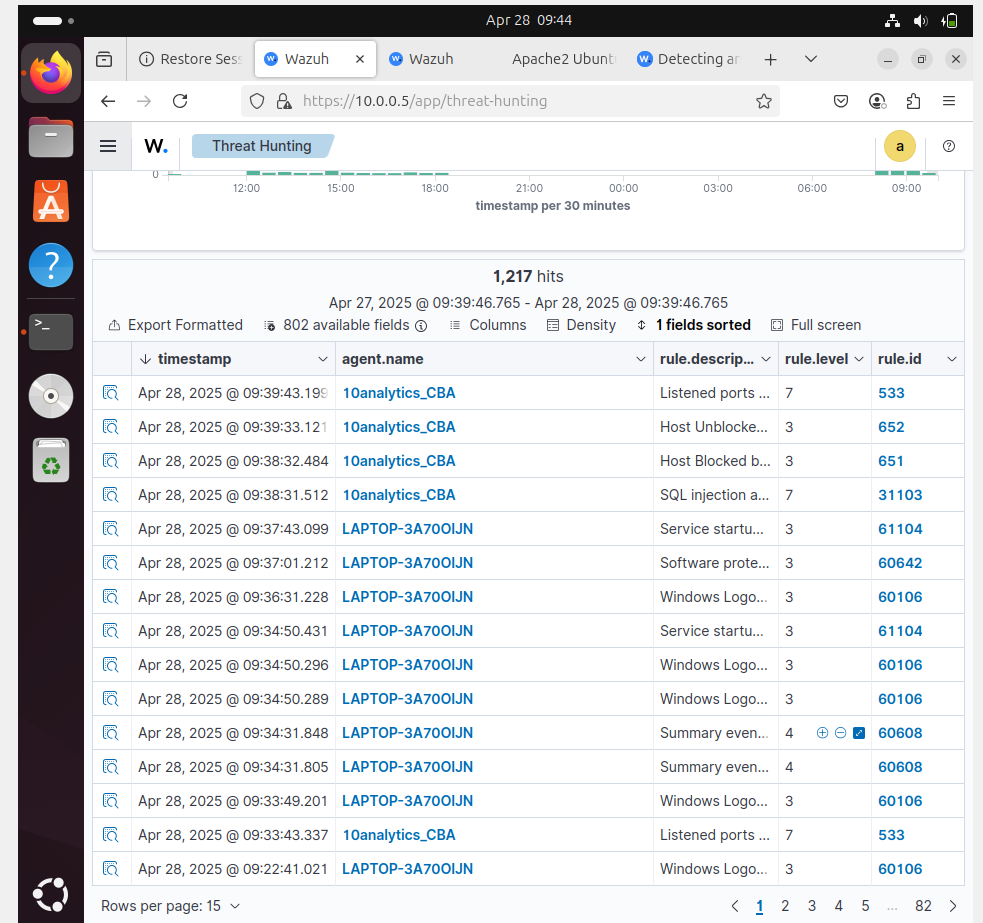 Apr 28 09:44
Restore Ses
Wazuh
Wazuh
Apache2 Ubunt
Detecting ar
https://10.0.0.5/app/threat-hunting
W.
Threat Hunting
a
0
12:00 15:00 18:00 21:00 00:00 03:00 06:00 09:00
timestamp per 30 minutes
1,217 hits
Apr 27, 2025 @ 09:39:46.765 - Apr 28, 2025 @ 09:39:46.765
Export Formatted 802 available fields Columns Density 1 fields sorted Full screen
timestamp agent.name rule.descrip... rule.level rule.id
Apr 28, 2025 @ 09:39:43.199 10analytics_CBA Listened ports ... 7 533
Apr 28, 2025 @ 09:39:33.121 10analytics_CBA Host Unblocke... 3 652
Apr 28, 2025 @ 09:38:32.484 10analytics_CBA Host Blocked b... 3 651
Apr 28, 2025 @ 09:38:31.512 10analytics_CBA SQL injection a... 7 31103
Apr 28, 2025 @ 09:37:43.099 LAPTOP-3A70OIJN Service startu... 3 61104
Apr 28, 2025 @ 09:37:01.212 LAPTOP-3A70OIJN Software prote... 3 60642
Apr 28, 2025 @ 09:36:31.228 LAPTOP-3A70OIJN Windows Logo... 3 60106
Apr 28, 2025 @ 09:34:50.431 LAPTOP-3A70OIJN Service startu... 3 61104
Apr 28, 2025 @ 09:34:50.296 LAPTOP-3A70OIJN Windows Logo... 3 60106
Apr 28, 2025 @ 09:34:50.289 LAPTOP-3A70OIJN Windows Logo... 3 60106
Apr 28, 2025 @ 09:34:31.848 LAPTOP-3A70OIJN Summary even... 4 60608
Apr 28, 2025 @ 09:34:31.805 LAPTOP-3A70OIJN Summary even... 4 60608
Apr 28, 2025 @ 09:33:49.201 LAPTOP-3A70OIJN Windows Logo... 3 60106
Apr 28, 2025 @ 09:33:43.337 10analytics_CBA Listened ports ... 7 533
Apr 28, 2025 @ 09:22:41.021 LAPTOP-3A70OIJN Windows Logo... 3 60106
Rows per page: 15 1 2 3 4 5 ... 82